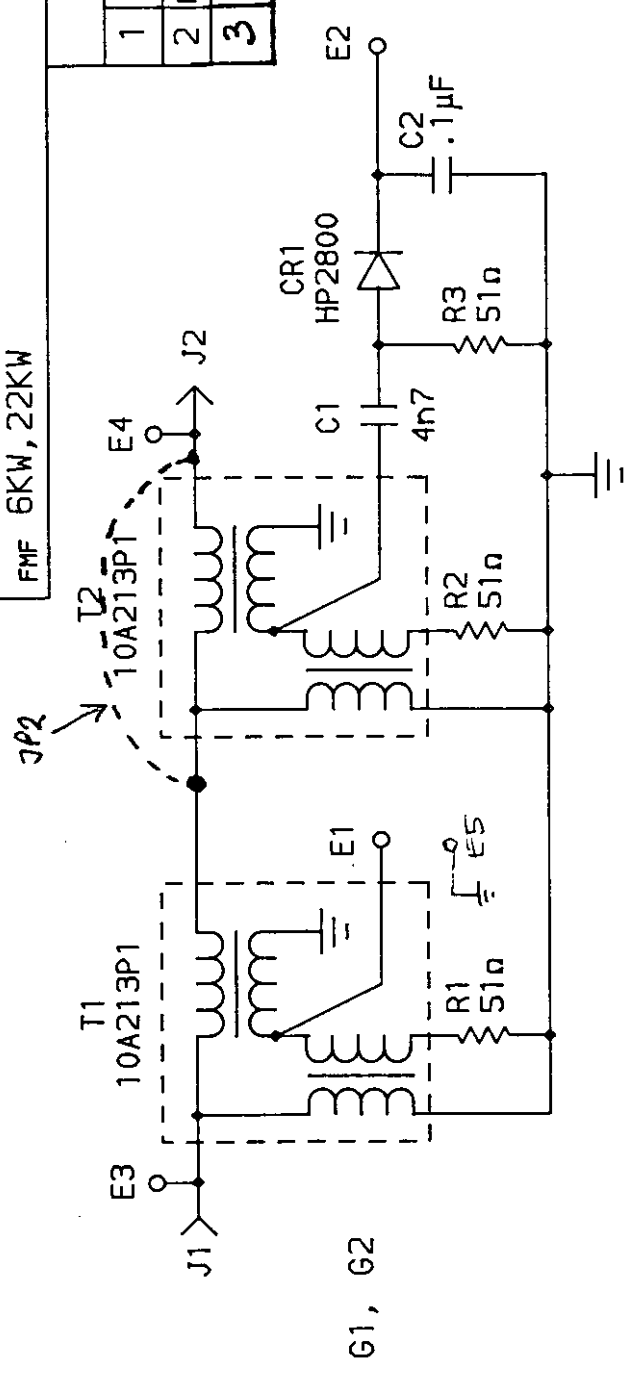 FMF 6KW, 22KW
1
2
3
JP2
T1
10A213P1
T2
10A213P1
E3
J1
E4
J2
E1
E5
E2
CR1
HP2800
C1
4n7
C2
.1µF
R1
51Ω
R2
51Ω
R3
51Ω
G1, G2